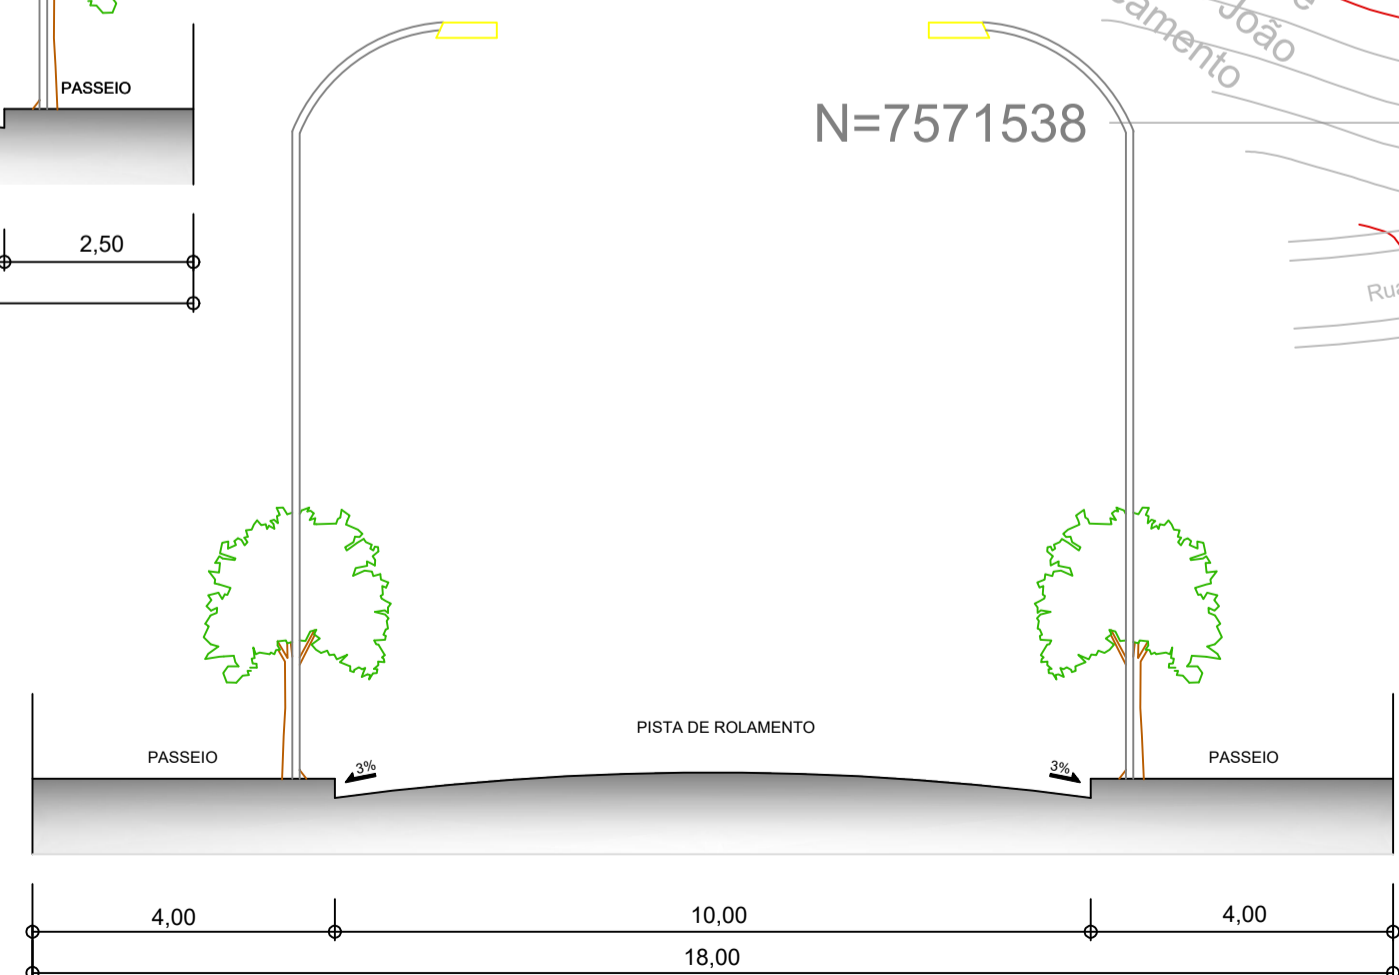 João
camento
PASSEIO
N=7571538
2,50
Rua
PISTA DE ROLAMENTO
PASSEIO
3%
3%
PASSEIO
4,00
10,00
4,00
18,00